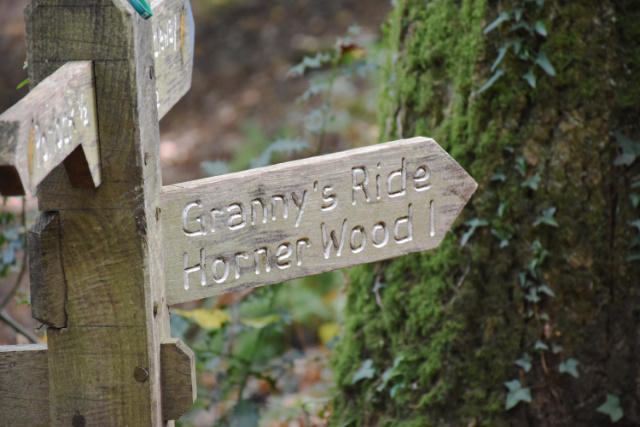 Granny's Ride
Horner Wood 1